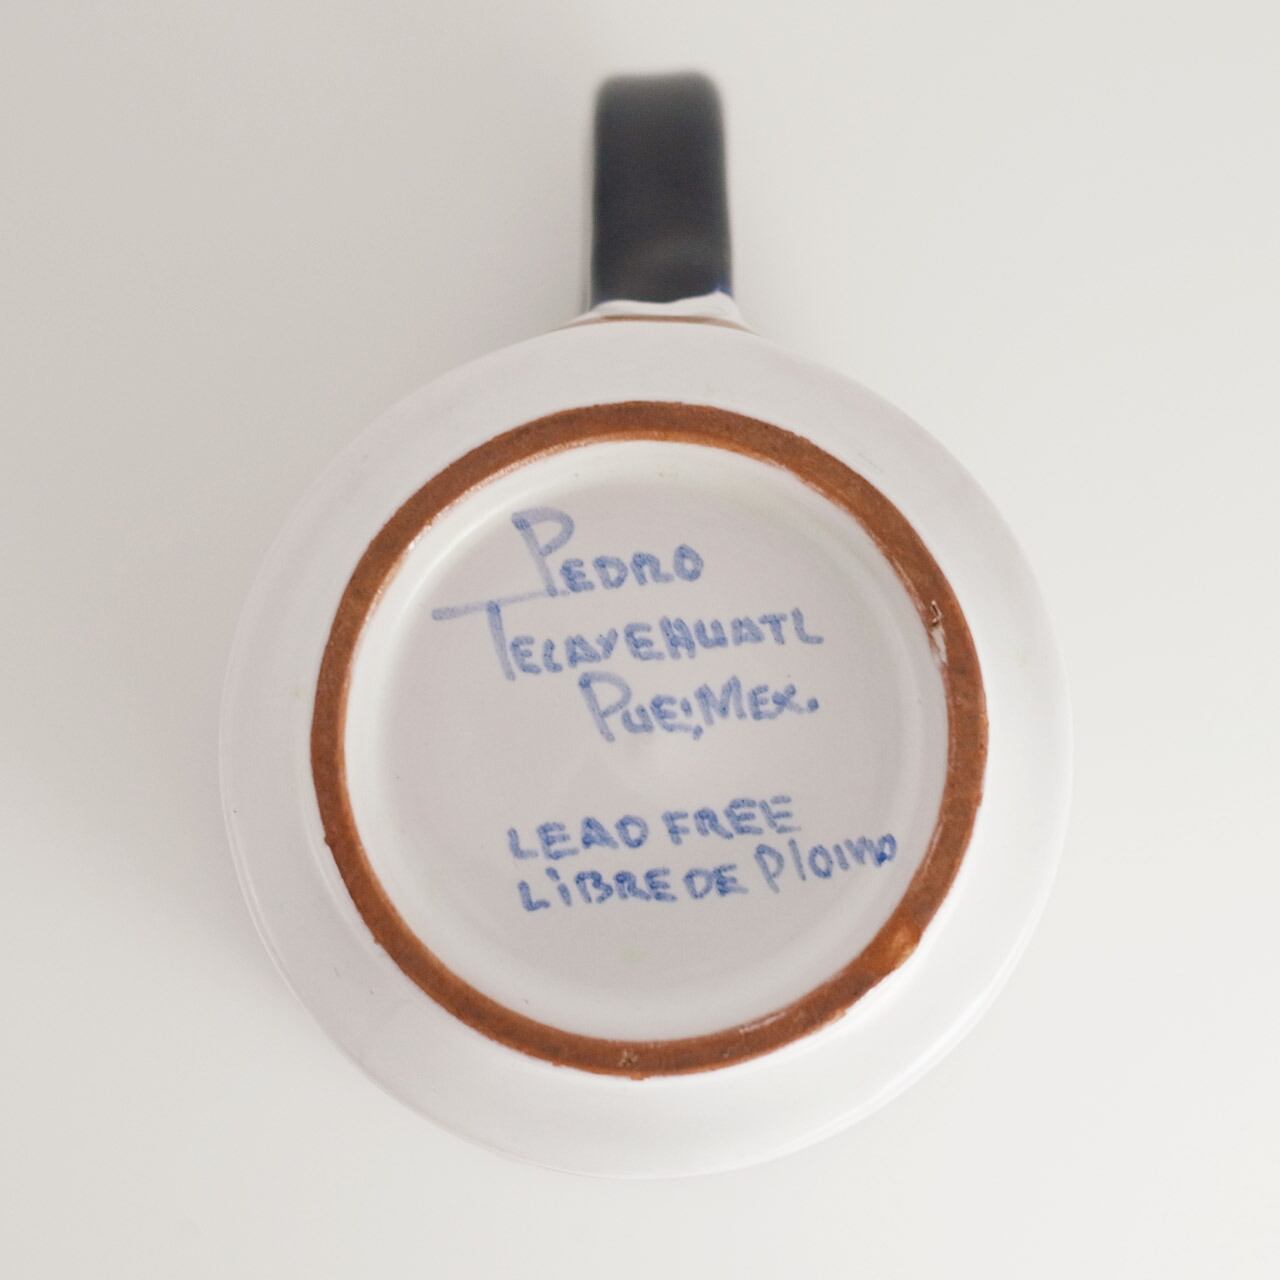 PEDRO
TECAYEHUATL
PUE, MEX.
LEAD FREE
LiBRE DE Plomo